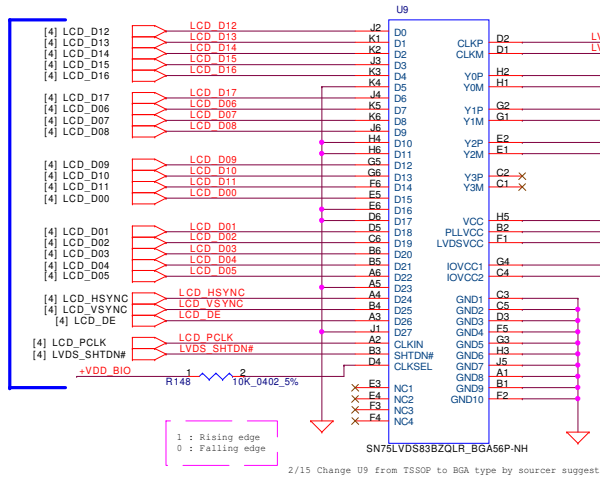 U9
[4] LCD_D12 LCD_D12 J2 D0
[4] LCD_D13 LCD_D13 K1 D1 CLKP D2
[4] LCD_D14 LCD_D14 K2 D2 CLKM D1
[4] LCD_D15 LCD_D15 J3 D3
[4] LCD_D16 LCD_D16 K3 D4 Y0P H2
K4 D5 Y0M H1
[4] LCD_D17 LCD_D17 J4 D6
[4] LCD_D06 LCD_D06 K5 D7 Y1P G2
[4] LCD_D07 LCD_D07 K6 D8 Y1M G1
[4] LCD_D08 LCD_D08 J6 D9
H4 D10 Y2P E2
H6 D11 Y2M E1
[4] LCD_D09 LCD_D09 G5 D12
[4] LCD_D10 LCD_D10 G6 D13 Y3P C2
[4] LCD_D11 LCD_D11 F6 D14 Y3M C1
[4] LCD_D00 LCD_D00 E5 D15
E6 D16
D6 D17 VCC H5
[4] LCD_D01 LCD_D01 D5 D18 PLLVCC B2
[4] LCD_D02 LCD_D02 C6 D19 LVDSVCC F1
[4] LCD_D03 LCD_D03 B6 D20
[4] LCD_D04 LCD_D04 B5 D21 IOVCC1 G4
[4] LCD_D05 LCD_D05 A6 D22 IOVCC2 C4
A5 D23
[4] LCD_HSYNC LCD_HSYNC A4 D24 GND1 C3
[4] LCD_VSYNC LCD_VSYNC B4 D25 GND2 C5
[4] LCD_DE LCD_DE A3 D26 GND3 D3
J1 D27 GND4 F5
[4] LCD_PCLK LCD_PCLK A2 CLKIN GND5 G3
[4] LVDS_SHTDN# LVDS_SHTDN# B3 SHTDN# GND6 H3
D4 CLKSEL GND7 J5
+VDD_BIO 1 2 GND8 A1
R148 10K_0402_5% E3 NC1 GND9 B1
E4 NC2 GND10 F2
F3 NC3
F4 NC4
1 : Rising edge
0 : Falling edge
SN75LVDS83BZQLR_BGA56P-NH
2/15 Change U9 from TSSOP to BGA type by sourcer suggest